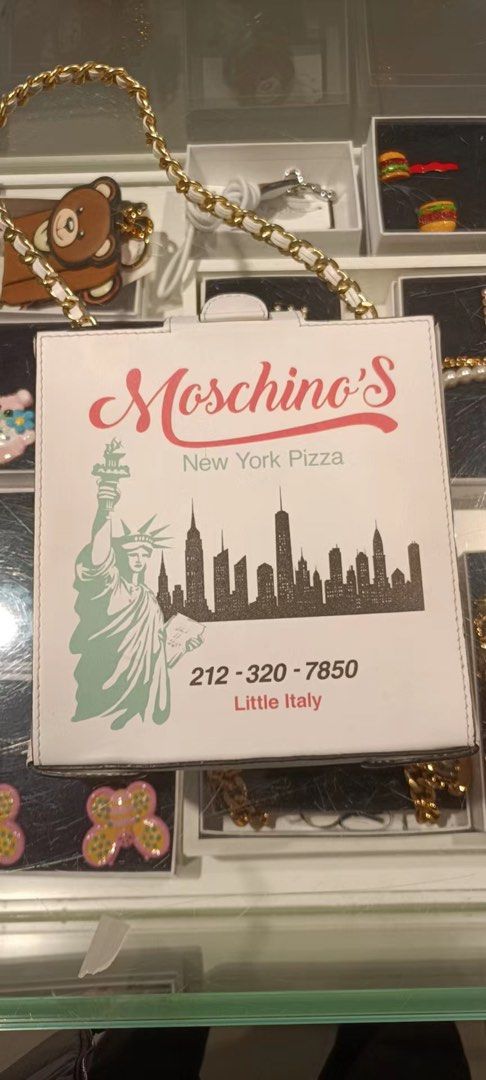 Moschino's
New York Pizza
212 - 320 - 7850
Little Italy